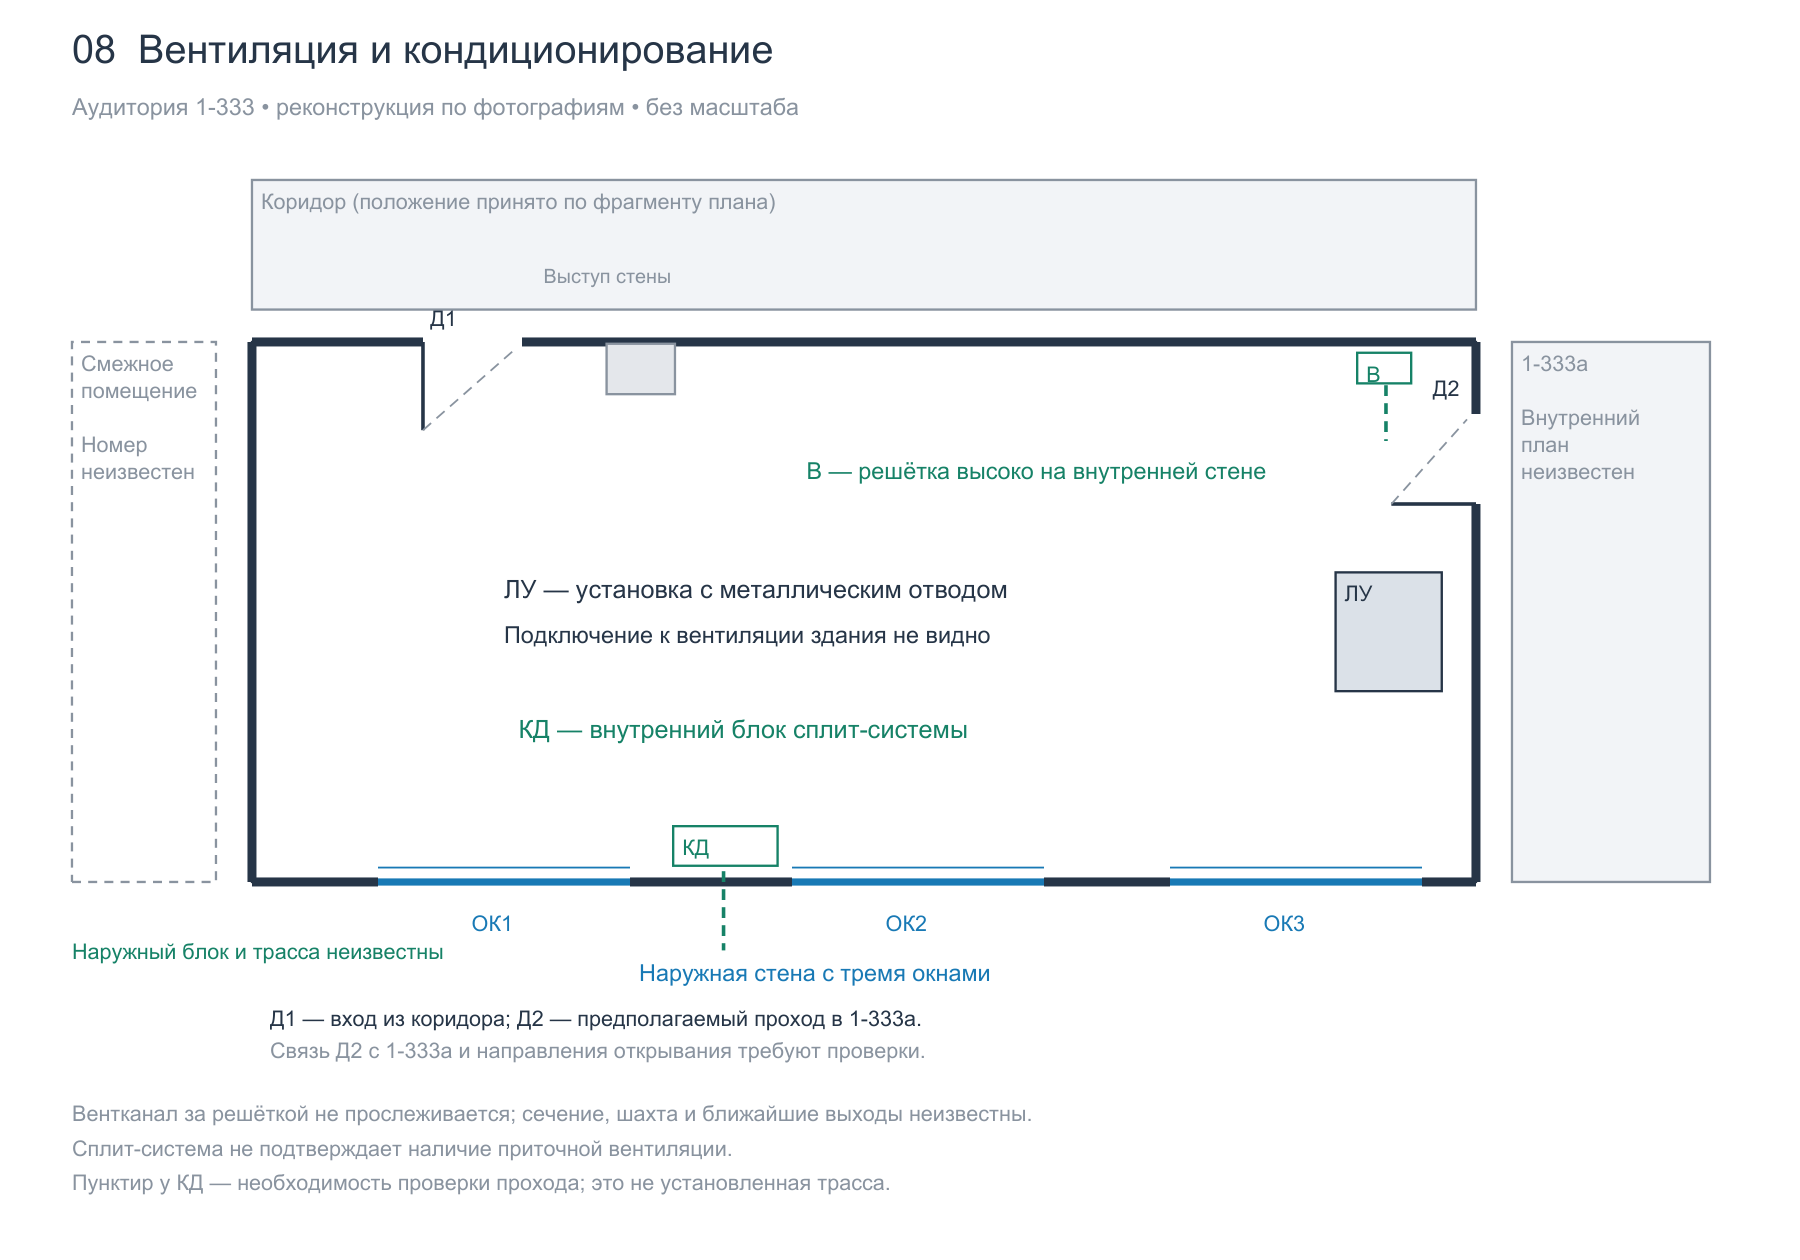 08 Вентиляция и кондиционирование
Аудитория 1-333 • реконструкция по фотографиям • без масштаба
Коридор (положение принято по фрагменту плана)
Выступ стены
Д1
Смежное
помещение
Номер
неизвестен
В
Д2
1-333а
Внутренний
план
неизвестен
В — решётка высоко на внутренней стене
ЛУ — установка с металлическим отводом
ЛУ
Подключение к вентиляции здания не видно
КД — внутренний блок сплит-системы
КД
ОК1
ОК2
ОК3
Наружный блок и трасса неизвестны
Наружная стена с тремя окнами
Д1 — вход из коридора; Д2 — предполагаемый проход в 1-333а.
Связь Д2 с 1-333а и направления открывания требуют проверки.
Вентканал за решёткой не прослеживается; сечение, шахта и ближайшие выходы неизвестны.
Сплит-система не подтверждает наличие приточной вентиляции.
Пунктир у КД — необходимость проверки прохода; это не установленная трасса.